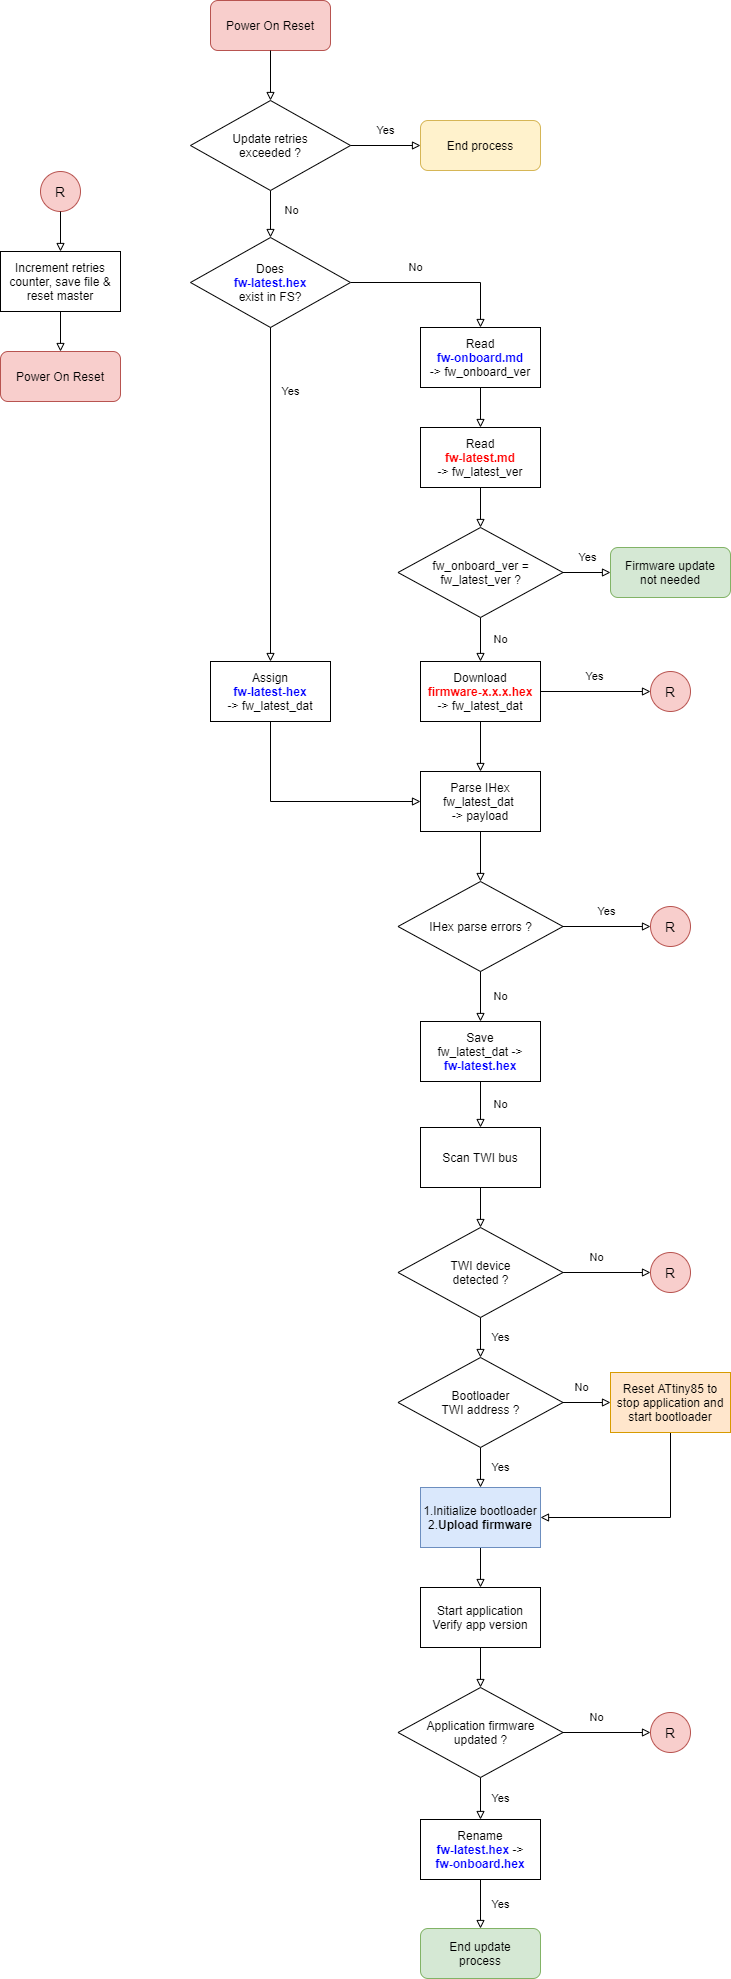 Power On Reset
Update retries
exceeded ?
Yes
End process
No
R
Increment retries
counter, save file &
reset master
Power On Reset
Does
fw-latest.hex
exist in FS?
No
Yes
Read
fw-onboard.md
-> fw_onboard_ver
Read
fw-latest.md
-> fw_latest_ver
fw_onboard_ver =
fw_latest_ver ?
Yes
Firmware update
not needed
No
Assign
fw-latest-hex
-> fw_latest_dat
Download
firmware-x.x.x.hex
-> fw_latest_dat
Yes
R
Parse IHex
fw_latest_dat
-> payload
IHex parse errors ?
Yes
R
No
Save
fw_latest_dat ->
fw-latest.hex
No
Scan TWI bus
TWI device
detected ?
No
R
Yes
Bootloader
TWI address ?
No
Reset ATtiny85 to
stop application and
start bootloader
Yes
1.Initialize bootloader
2.Upload firmware
Start application
Verify app version
Application firmware
updated ?
No
R
Yes
Rename
fw-latest.hex ->
fw-onboard.hex
Yes
End update
process